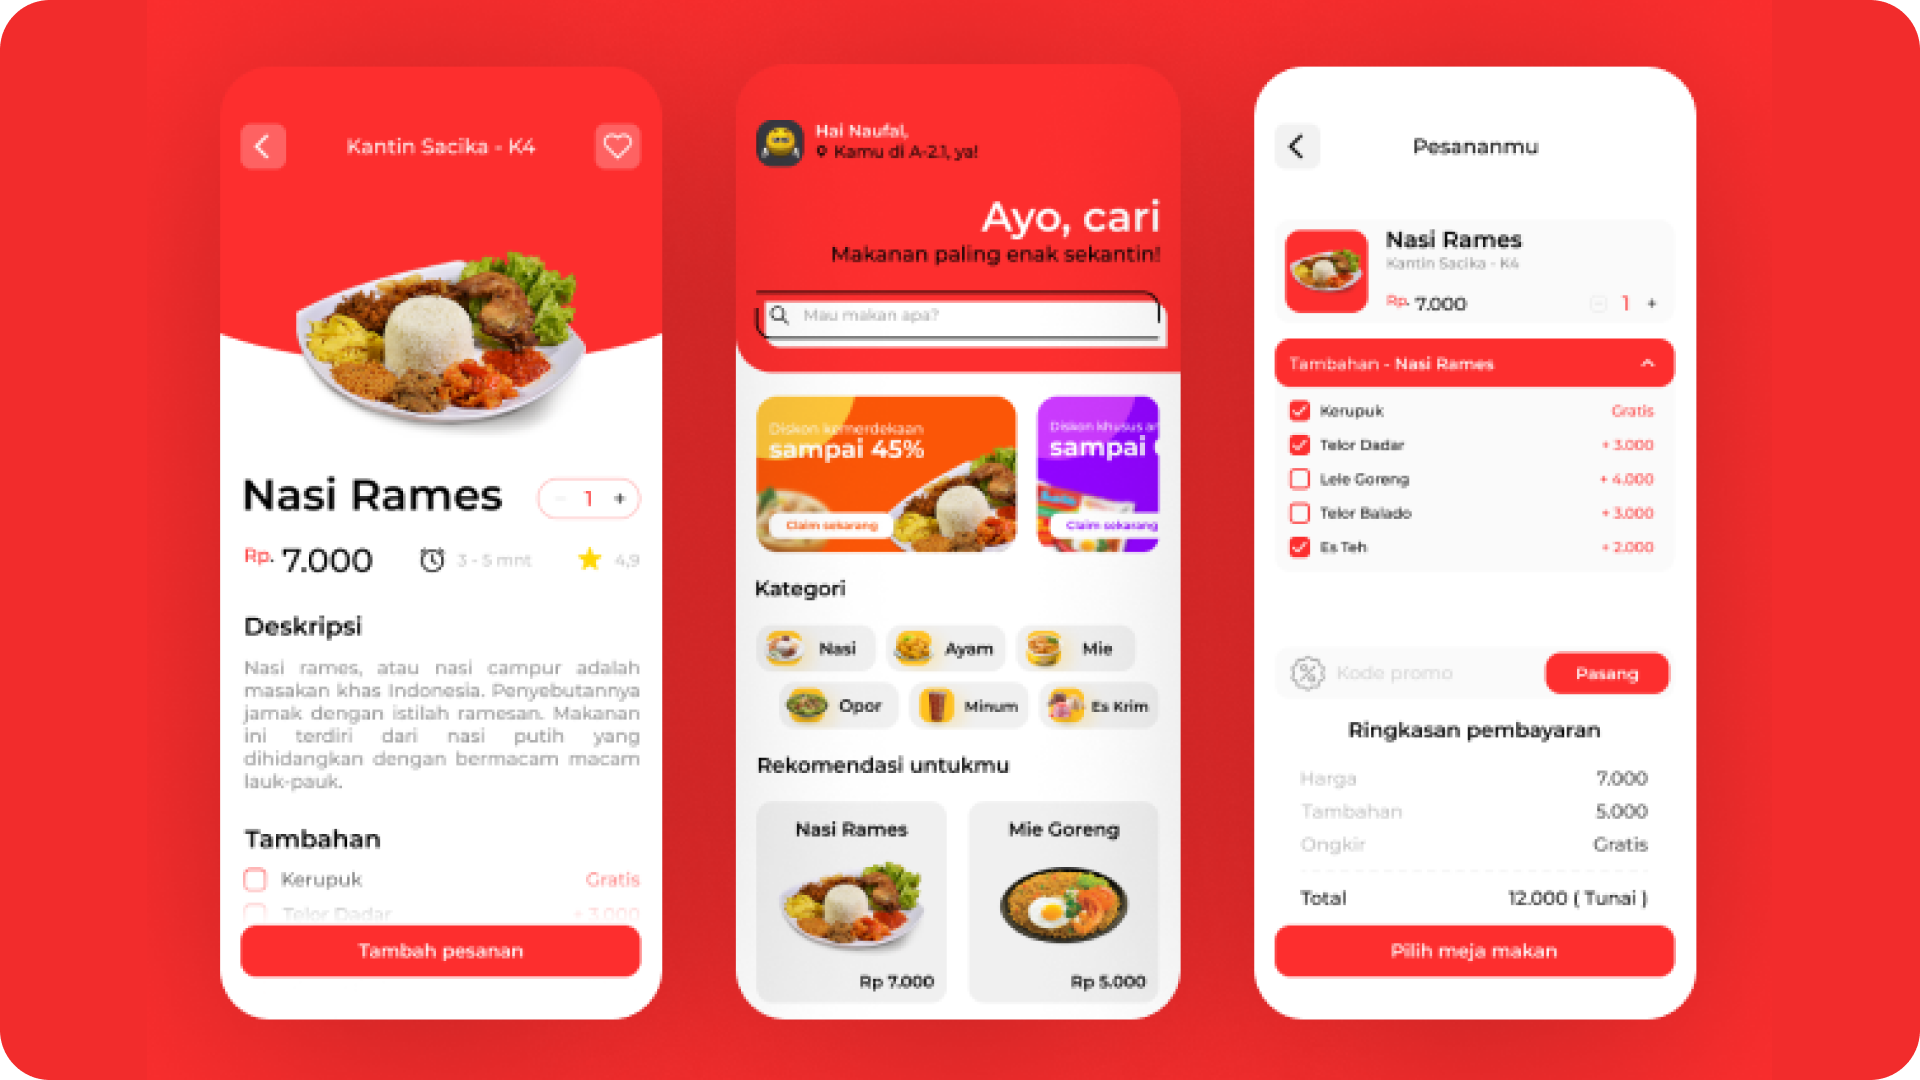 Kantin Sacika - K4
Nasi Rames
1 +
Rp. 7.000
3 - 5 mnt
4,9
Deskripsi
Nasi rames, atau nasi campur adalah
masakan khas Indonesia. Penyebutannya
jamak dengan istilah ramesan. Makanan
ini terdiri dari nasi putih yang
dihidangkan dengan bermacam macam
lauk-pauk.
Tambahan
Kerupuk Gratis
Telor Dadar + 3.000
Tambah pesanan
Hai Naufal,
Kamu di A-2.1, ya!
Ayo, cari
Makanan paling enak sekantin!
Mau makan apa?
Diskon kemerdekaan
sampai 45%
Claim sekarang
Diskon khusus
sampai
Claim sekarang
Kategori
Nasi
Ayam
Mie
Opor
Minum
Es Krim
Rekomendasi untukmu
Nasi Rames
Rp 7.000
Mie Goreng
Rp 5.000
Pesananmu
Nasi Rames
Kantin Sacika - K4
Rp. 7.000
- 1 +
Tambahan - Nasi Rames
Kerupuk Gratis
Telor Dadar + 3.000
Lele Goreng + 4.000
Telor Balado + 3.000
Es Teh + 2.000
Kode promo
Pasang
Ringkasan pembayaran
Harga 7.000
Tambahan 5.000
Ongkir Gratis
Total 12.000 ( Tunai )
Pilih meja makan